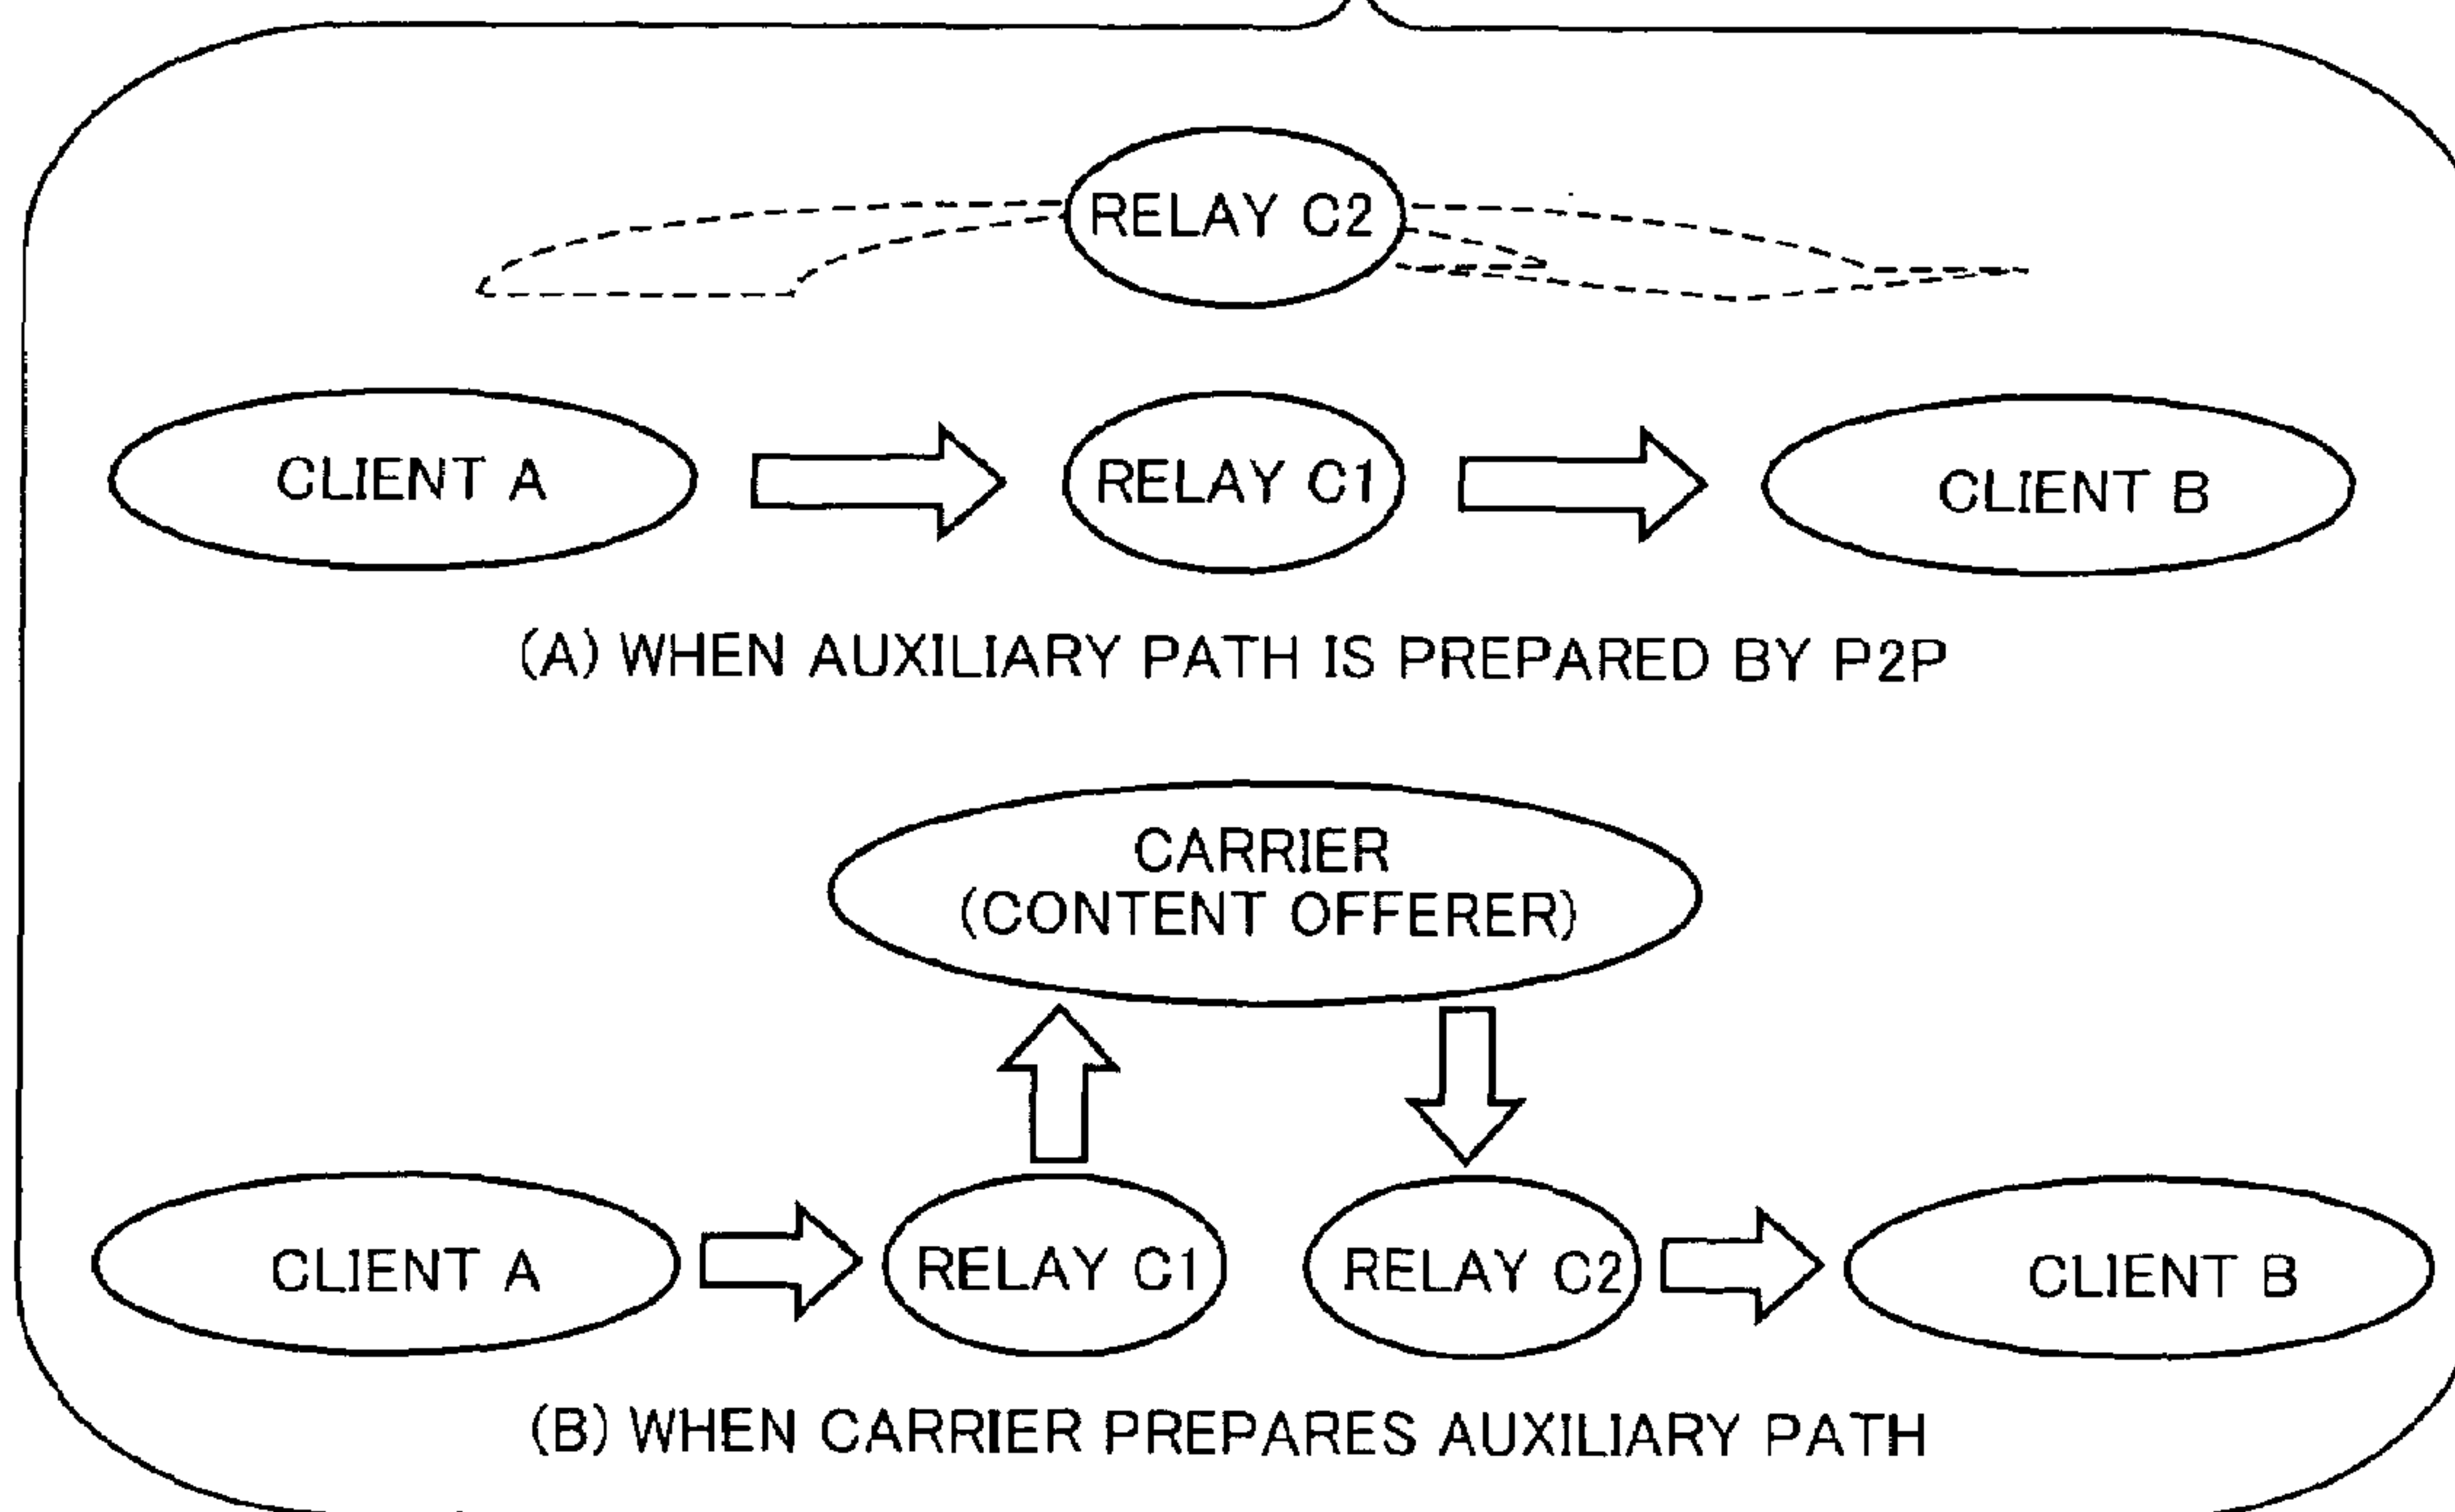 RELAY C2
CLIENT A
RELAY C1
CLIENT B
(A) WHEN AUXILIARY PATH IS PREPARED BY P2P
CARRIER
(CONTENT OFFERER)
CLIENT A
RELAY C1
RELAY C2
CLIENT B
(B) WHEN CARRIER PREPARES AUXILIARY PATH